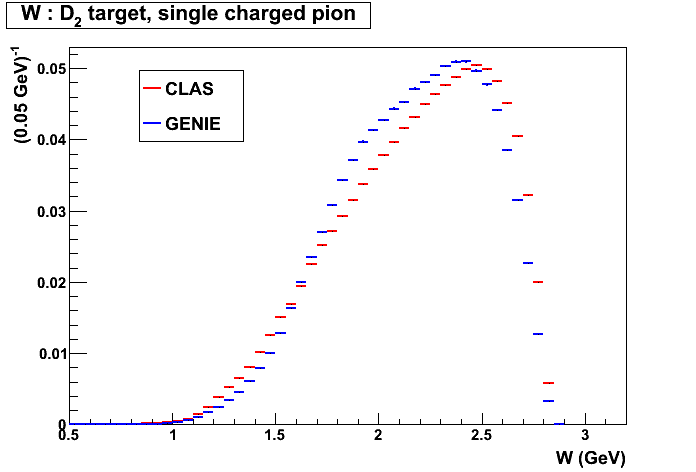 W : D₂ target, single charged pion
(0.05 GeV)⁻¹
CLAS
GENIE
0.05
0.04
0.03
0.02
0.01
0
0.5 1 1.5 2 2.5 3
W (GeV)